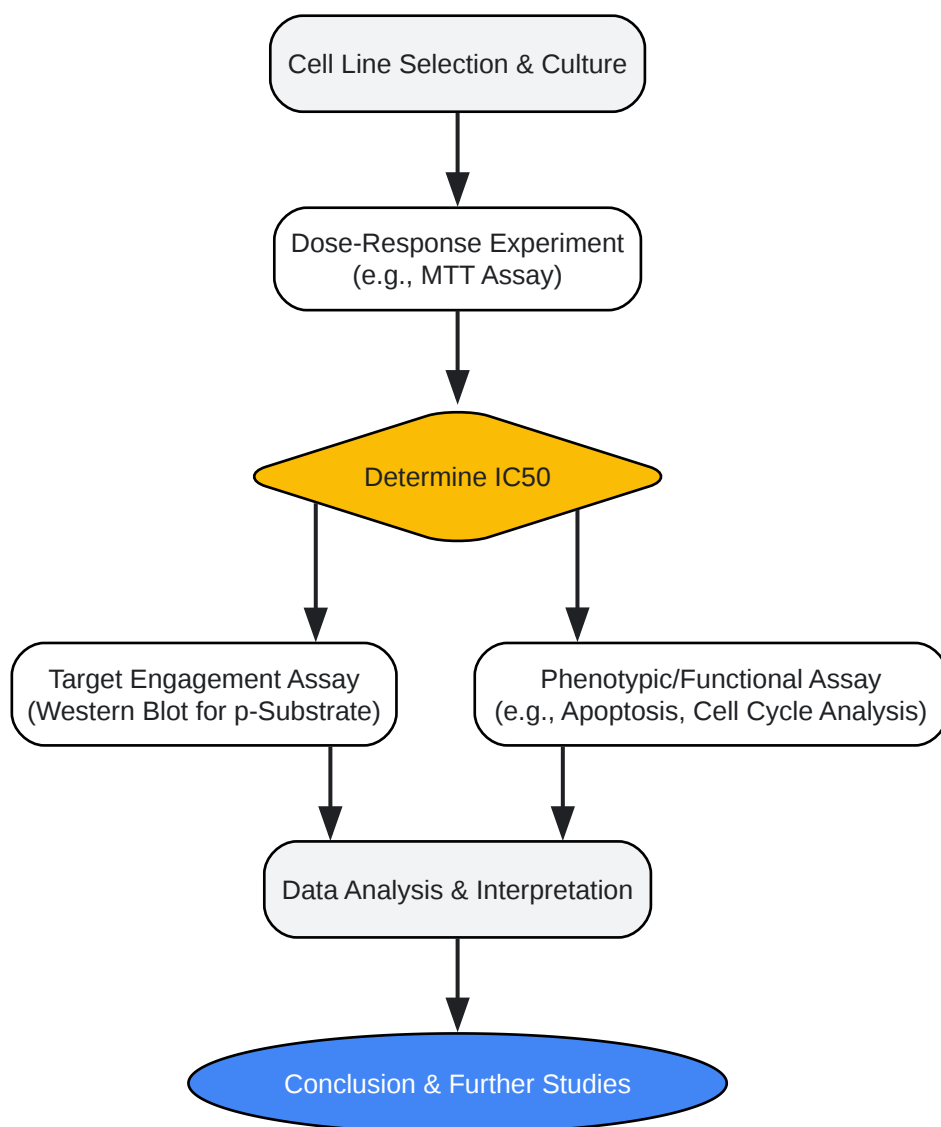 Cell Line Selection & Culture
Dose-Response Experiment
(e.g., MTT Assay)
Determine IC50
Target Engagement Assay
(Western Blot for p-Substrate)
Phenotypic/Functional Assay
(e.g., Apoptosis, Cell Cycle Analysis)
Data Analysis & Interpretation
Conclusion & Further Studies